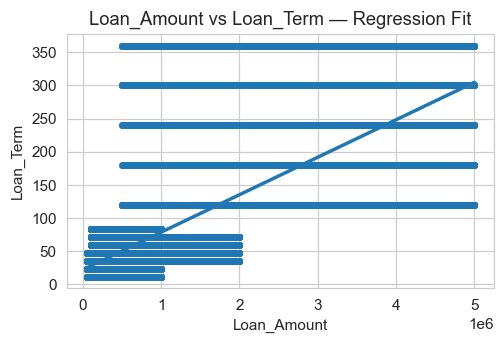 Loan_Amount vs Loan_Term — Regression Fit
350
300
250
200
150
100
50
0
Loan_Term
0 1 2 3 4 5
1e6
Loan_Amount